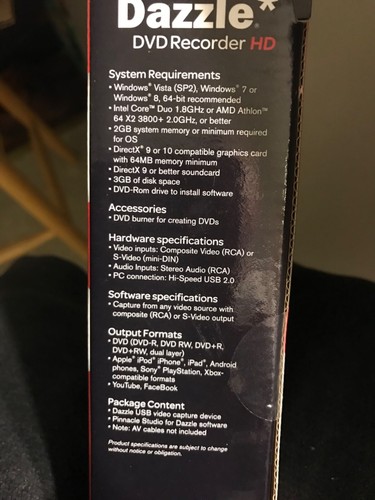 Dazzle*
DVD Recorder HD
System Requirements
• Windows® Vista (SP2), Windows® 7 or
Windows® 8, 64-bit recommended
• Intel Core™ Duo 1.8GHz or AMD Athlon™
64 X2 3800+ 2.0GHz, or better
• 2GB system memory or minimum required
for OS
• DirectX® 9 or 10 compatible graphics card
with 64MB memory minimum
• DirectX 9 or better soundcard
• 3GB of disk space
• DVD-Rom drive to install software
Accessories
• DVD burner for creating DVDs
Hardware specifications
• Video inputs: Composite Video (RCA) or
S-Video (mini-DIN)
• Audio Inputs: Stereo Audio (RCA)
• PC connection: Hi-Speed USB 2.0
Software specifications
• Capture from any video source with
composite (RCA) or S-Video output
Output Formats
• DVD (DVD-R, DVD RW, DVD+R,
DVD+RW, dual layer)
• Apple® iPod® iPhone®, iPad®, Android
phones, Sony® PlayStation, Xbox-
compatible formats
• YouTube, FaceBook
Package Content
• Dazzle USB video capture device
• Pinnacle Studio for Dazzle software
• Note: AV cables not included
Product specifications are subject to change
without notice or obligation.